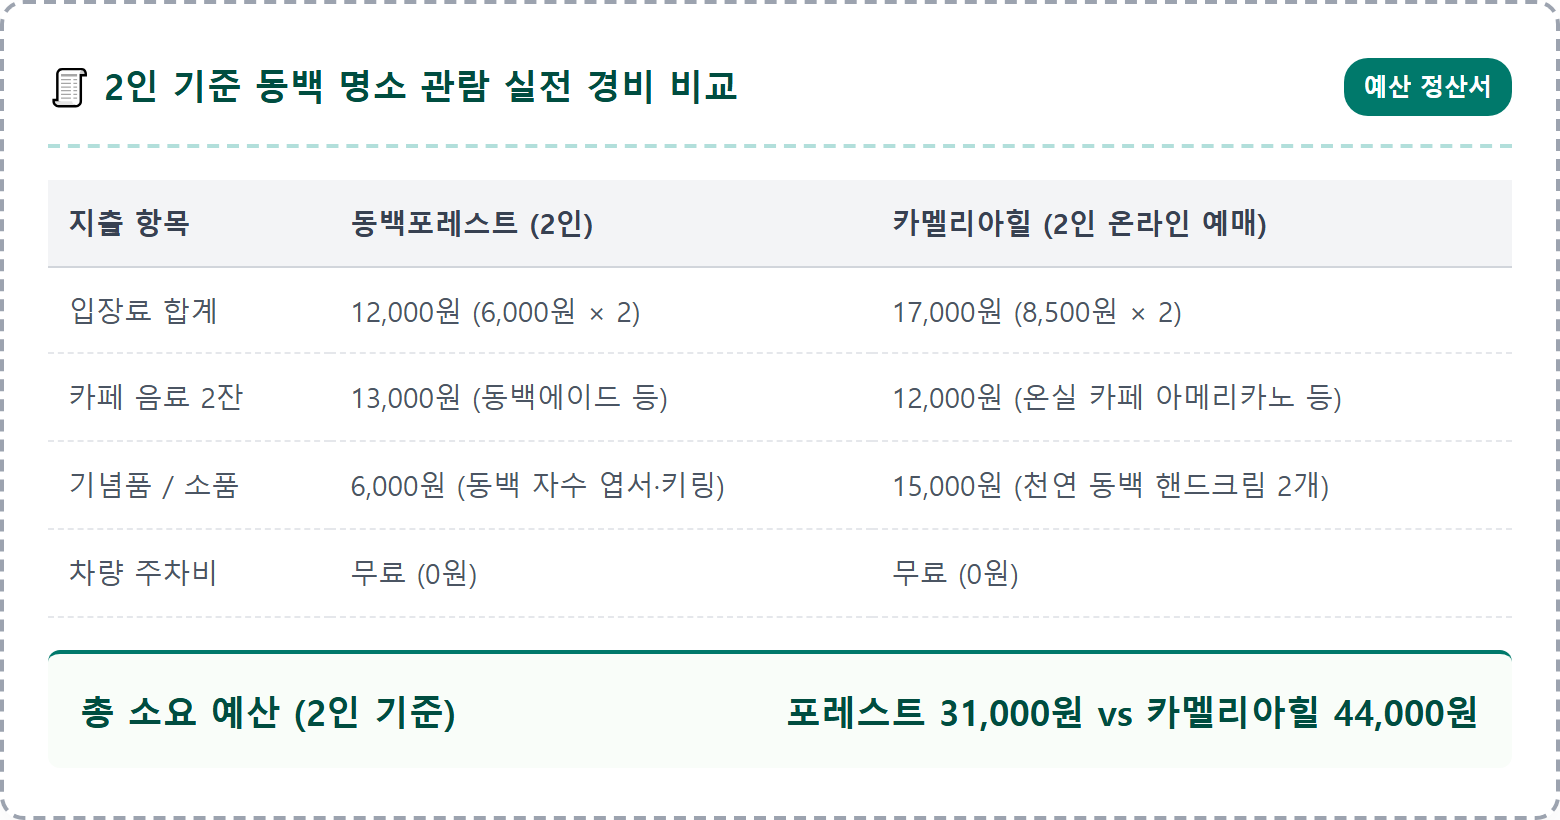 2인 기준 동백 명소 관람 실전 경비 비교
예산 정산서
지출 항목 동백포레스트 (2인) 카멜리아힐 (2인 온라인 예매)
입장료 합계 12,000원 (6,000원 × 2) 17,000원 (8,500원 × 2)
카페 음료 2잔 13,000원 (동백에이드 등) 12,000원 (온실 카페 아메리카노 등)
기념품 / 소품 6,000원 (동백 자수 엽서·키링) 15,000원 (천연 동백 핸드크림 2개)
차량 주차비 무료 (0원) 무료 (0원)
총 소요 예산 (2인 기준) 포레스트 31,000원 vs 카멜리아힐 44,000원